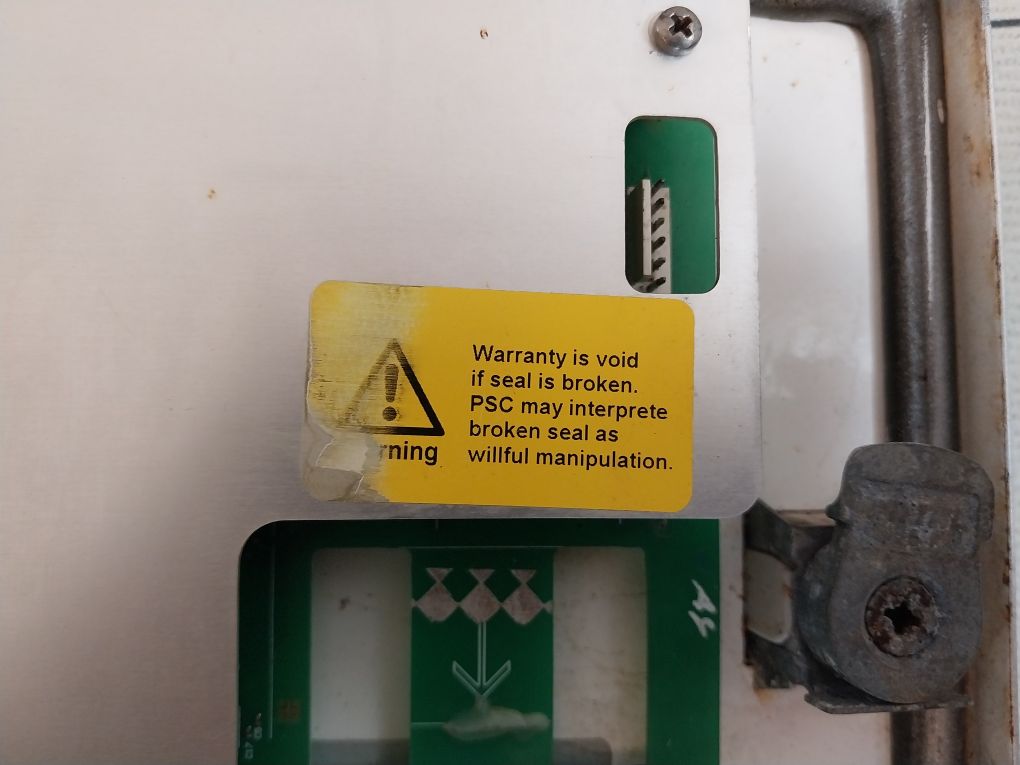 Warranty is void
if seal is broken.
PSC may interprete
broken seal as
willful manipulation.
rning